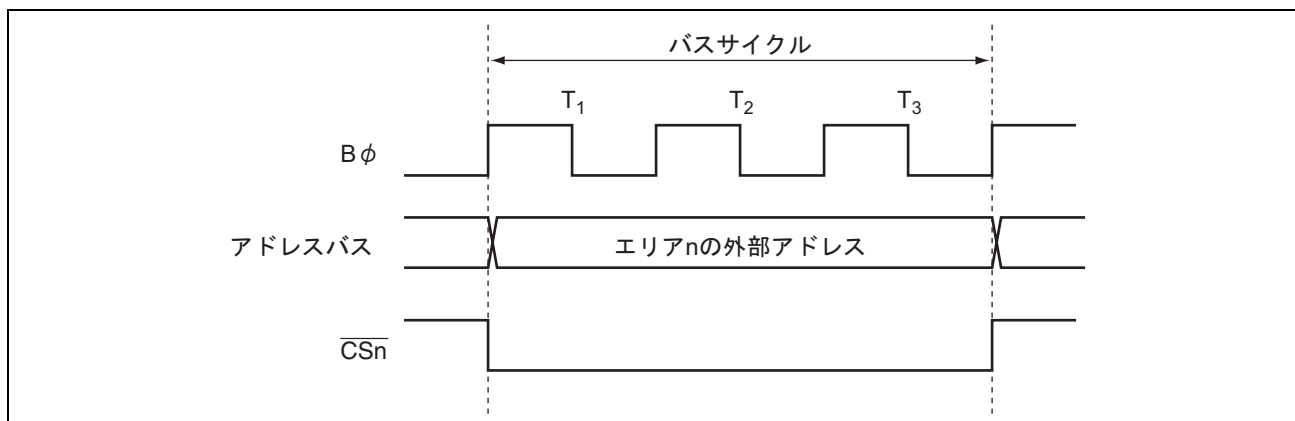 バスサイクル
T1 T2 T3
Bφ
アドレスバス
エリアnの外部アドレス
CSn